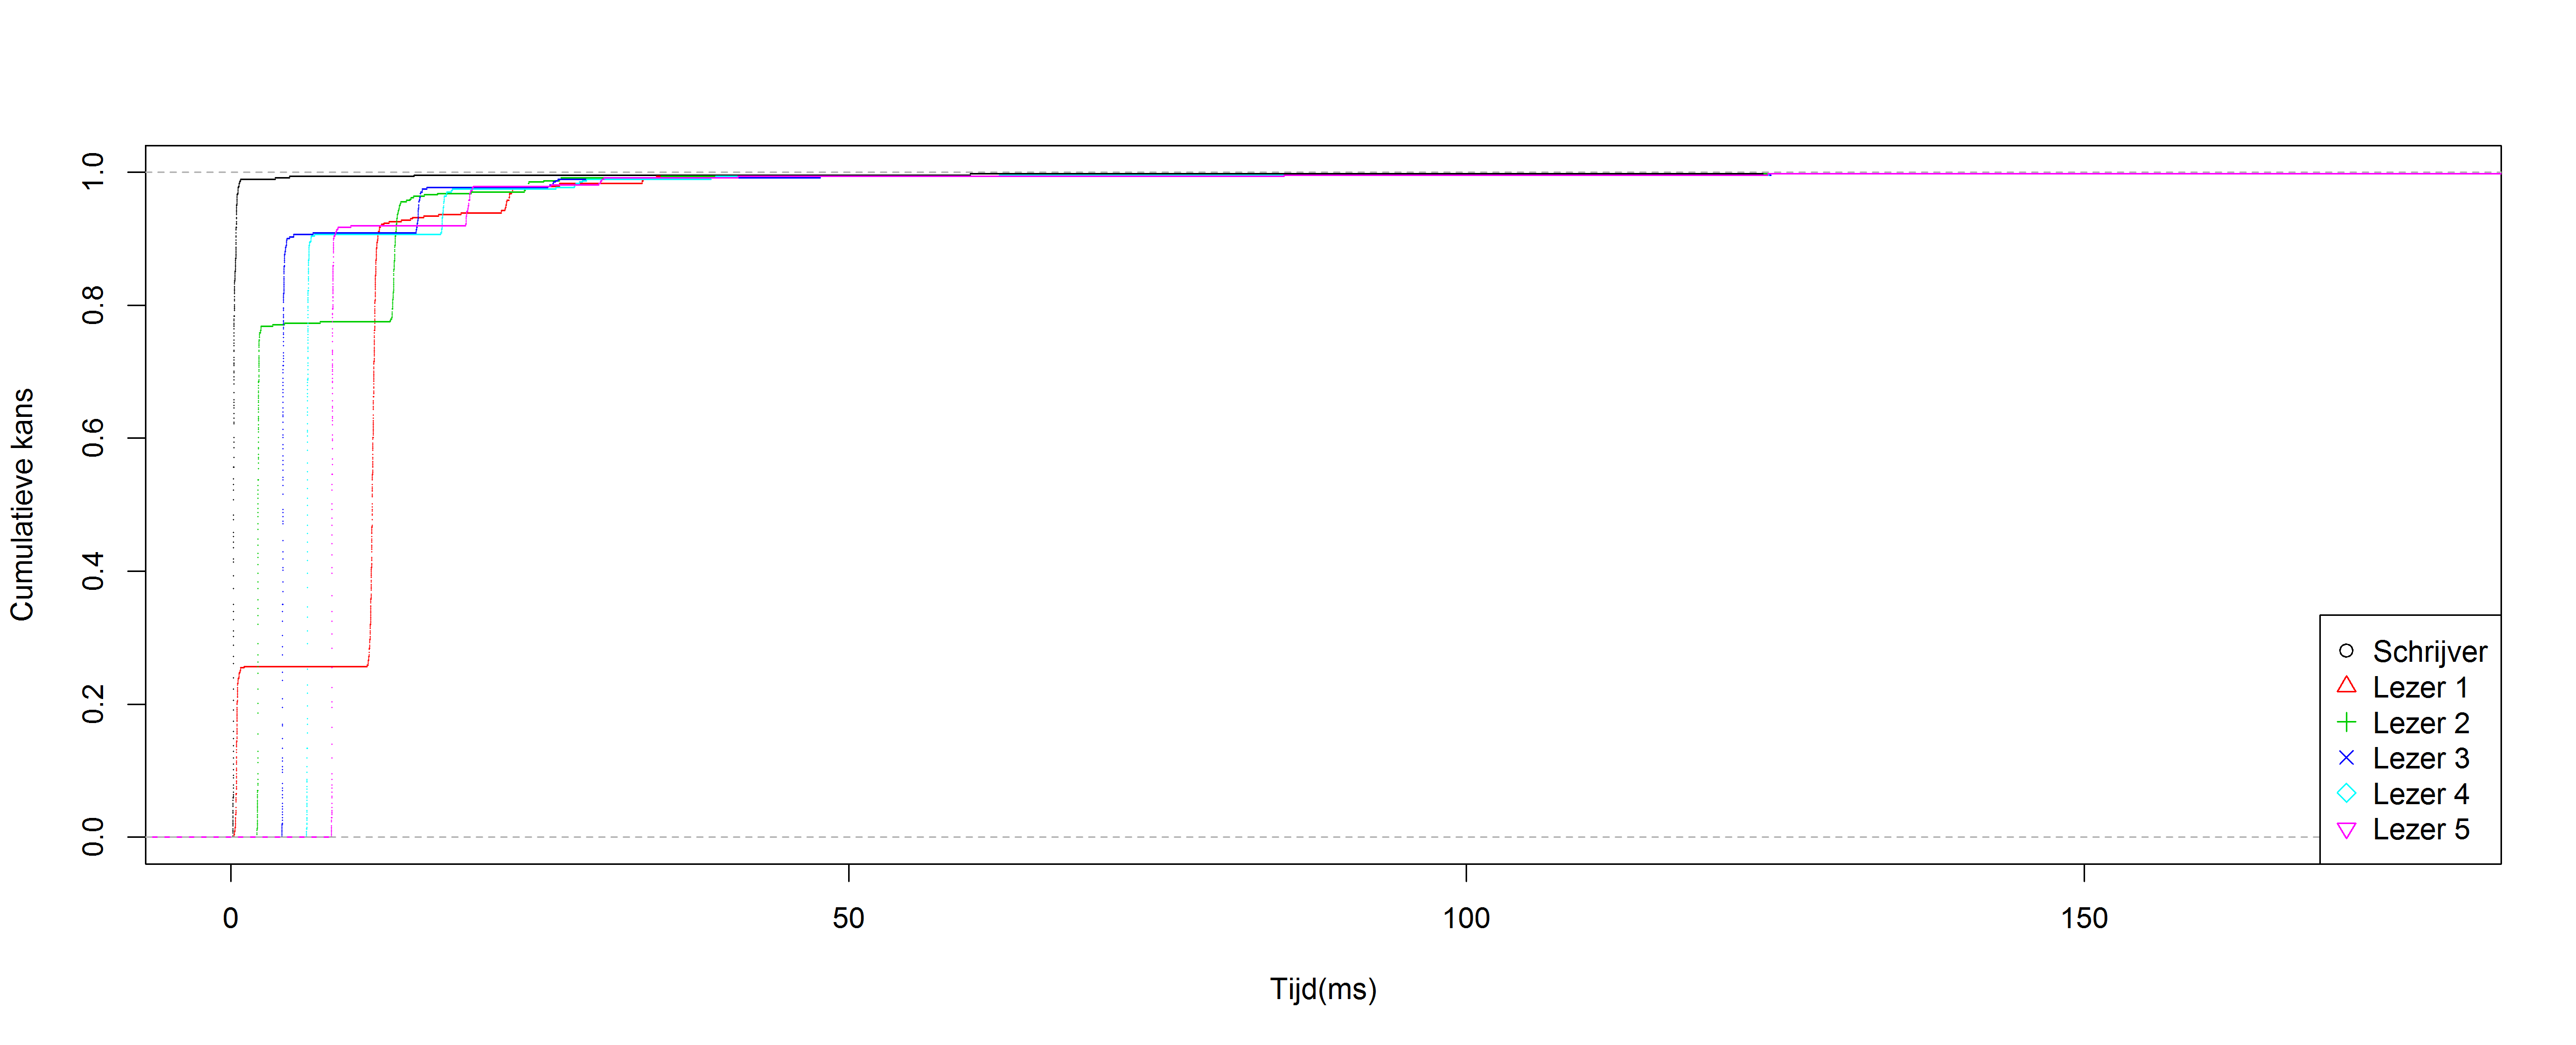 Cumulatieve kans
1.0
0.8
0.6
0.4
0.2
0.0
0 50 100 150
Tijd(ms)
Schrijver
Lezer 1
Lezer 2
Lezer 3
Lezer 4
Lezer 5